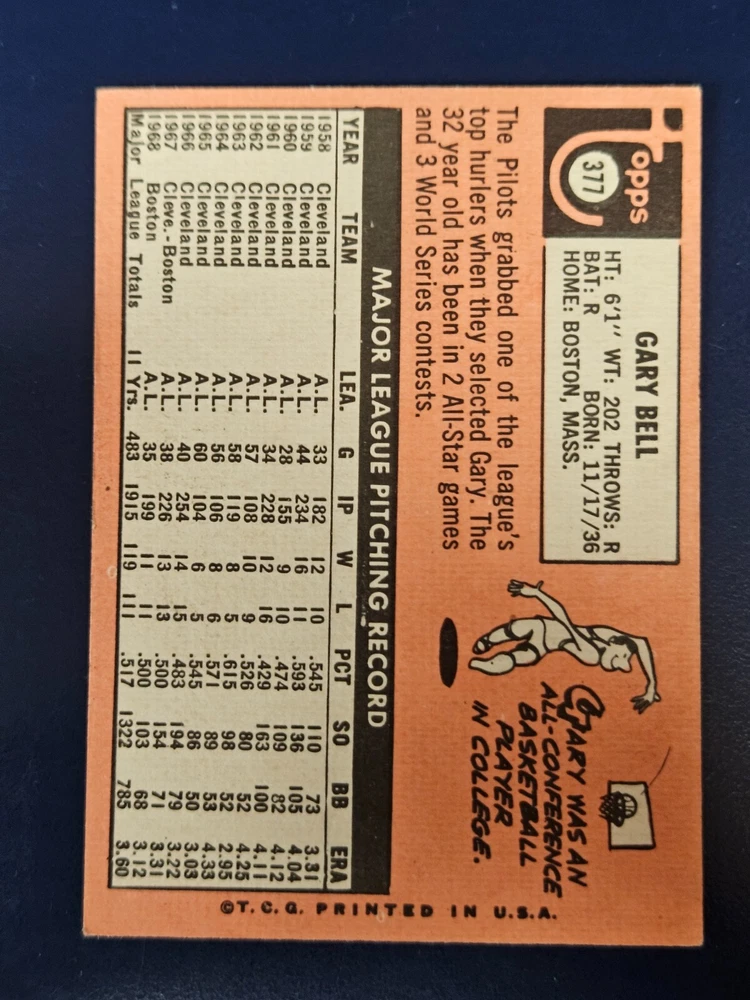 Topps
377
GARY BELL
HT: 6'1" WT: 202 THROWS: R
BAT: R BORN: 11/17/36
HOME: BOSTON, MASS.
The Pilots grabbed one of the league's
top hurlers when they selected Gary. The
32 year old has been in 2 All-Star games
and 3 World Series contests.
GARY WAS AN
ALL-CONFERENCE
BASKETBALL
PLAYER
IN COLLEGE.
MAJOR LEAGUE PITCHING RECORD
YEAR TEAM LEA. G IP W L PCT SO BB ERA
1958 Cleveland A.L. 33 182 12 10 .545 110 73 3.31
1959 Cleveland A.L. 44 234 16 11 .593 136 105 4.04
1960 Cleveland A.L. 28 155 9 10 .474 109 82 4.12
1961 Cleveland A.L. 34 228 12 16 .429 163 100 4.11
1962 Cleveland A.L. 57 108 10 9 .526 80 52 4.25
1963 Cleveland A.L. 58 119 8 5 .615 98 52 2.95
1964 Cleveland A.L. 56 106 8 6 .571 89 53 4.33
1965 Cleveland A.L. 60 104 6 5 .545 86 50 3.03
1966 Cleveland A.L. 40 254 14 15 .483 194 79 3.22
1967 Cleve.-Boston A.L. 38 226 13 13 .500 154 71 3.31
1968 Boston A.L. 35 199 11 11 .500 103 68 3.12
Major League Totals 11 Yrs. 483 1915 119 111 .517 1322 785 3.60
©T.C.G. PRINTED IN U.S.A.